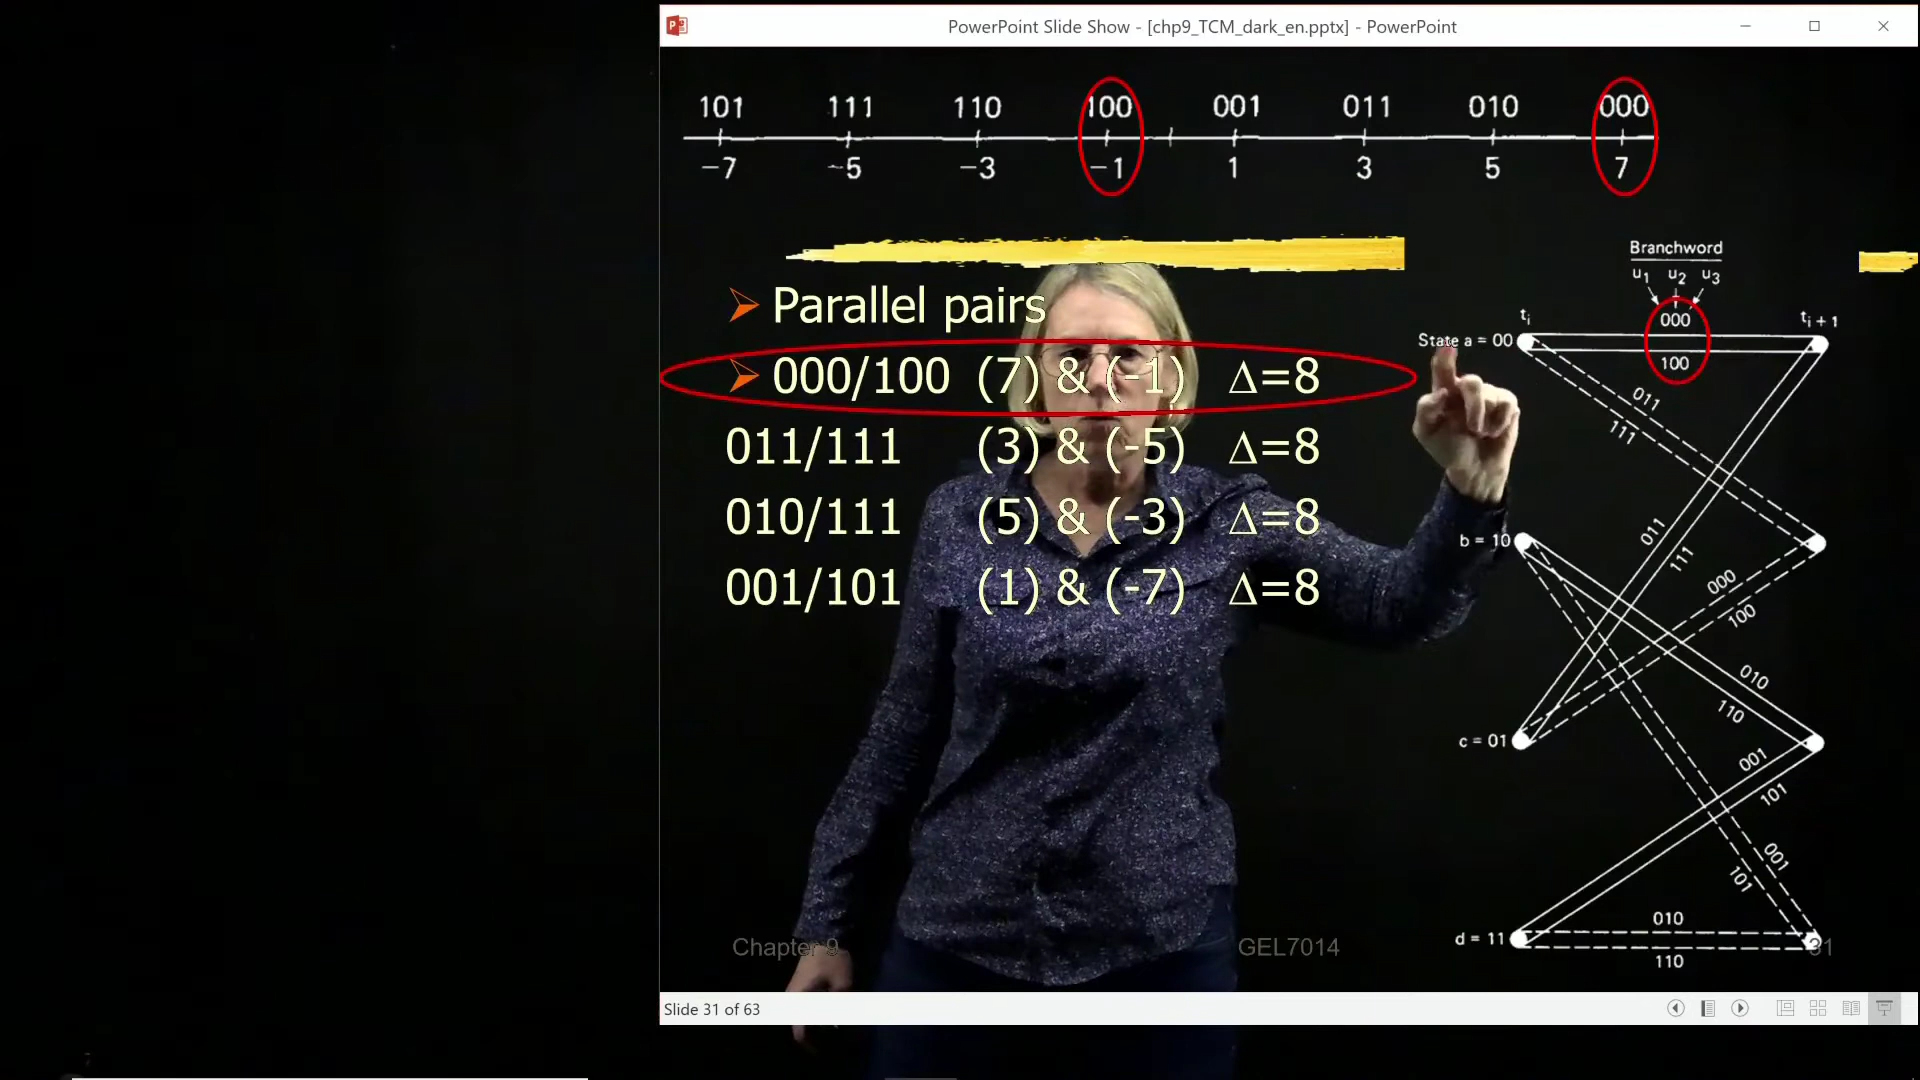 PowerPoint Slide Show - [chp9_TCM_dark_en.pptx] - PowerPoint
101 111 110 100 001 011 010 000
−7 −5 −3 −1 1 3 5 7
Parallel pairs
000/100 (7) & (-1) Δ=8
011/111 (3) & (-5) Δ=8
010/111 (5) & (-3) Δ=8
001/101 (1) & (-7) Δ=8
Branchword
u1 u2 u3
ti
ti + 1
000
State a = 00
100
011
111
b = 10
011
111
000
100
010
110
c = 01
001
101
001
101
010
d = 11
110
Chapter 9 GEL7014 31
Slide 31 of 63